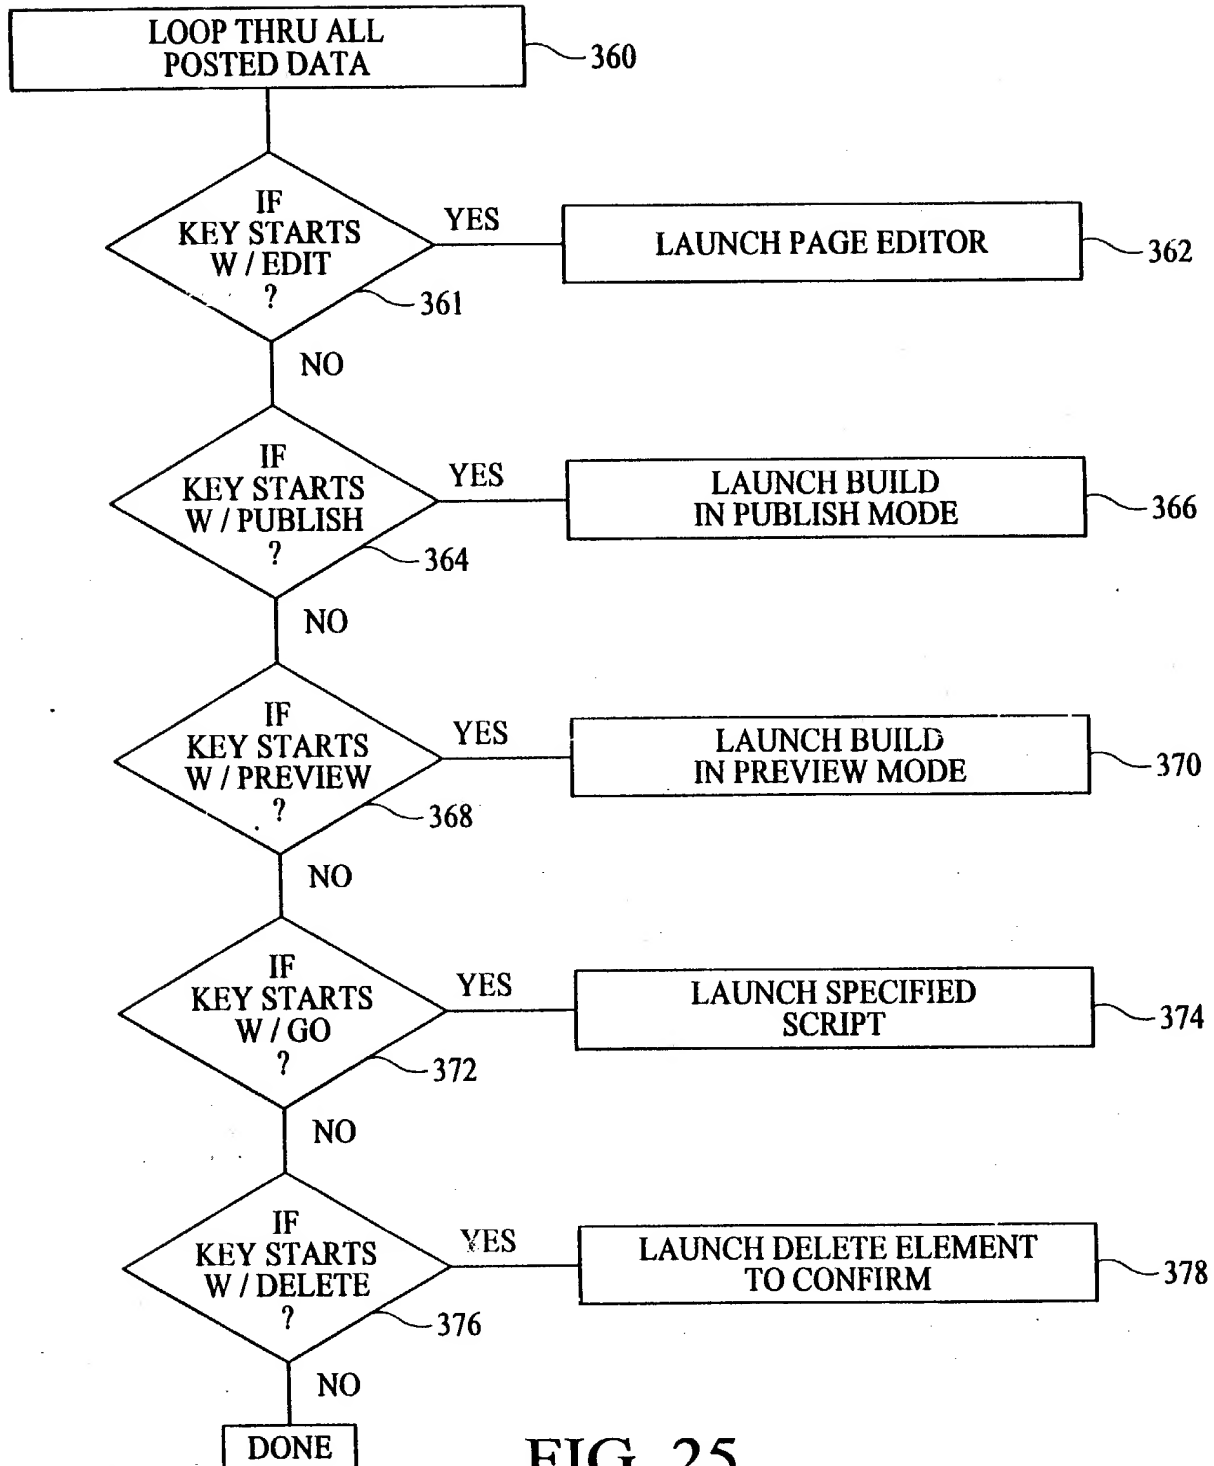 LOOP THRU ALL
POSTED DATA
360
IF
KEY STARTS
W / EDIT
?
361
YES
LAUNCH PAGE EDITOR
362
NO
IF
KEY STARTS
W / PUBLISH
?
364
YES
LAUNCH BUILD
IN PUBLISH MODE
366
NO
IF
KEY STARTS
W / PREVIEW
?
368
YES
LAUNCH BUILD
IN PREVIEW MODE
370
NO
IF
KEY STARTS
W / GO
?
372
YES
LAUNCH SPECIFIED
SCRIPT
374
NO
IF
KEY STARTS
W / DELETE
?
376
YES
LAUNCH DELETE ELEMENT
TO CONFIRM
378
NO
DONE
FIG. 25